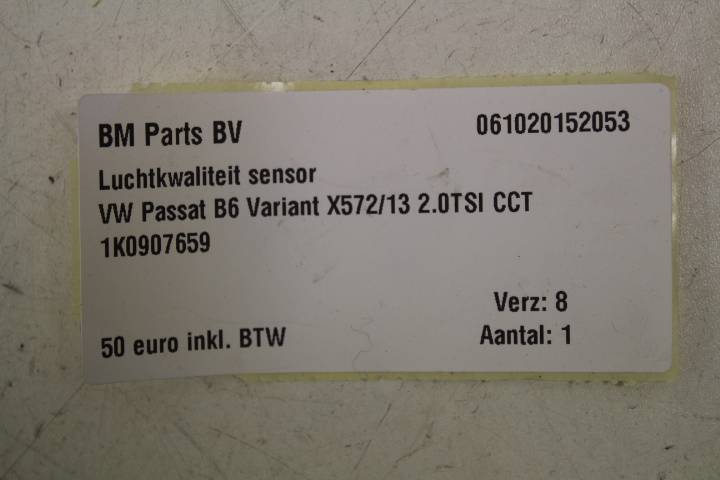 BM Parts BV 061020152053
Luchtkwaliteit sensor
VW Passat B6 Variant X572/13 2.0TSI CCT
1K0907659
Verz: 8
50 euro inkl. BTW Aantal: 1